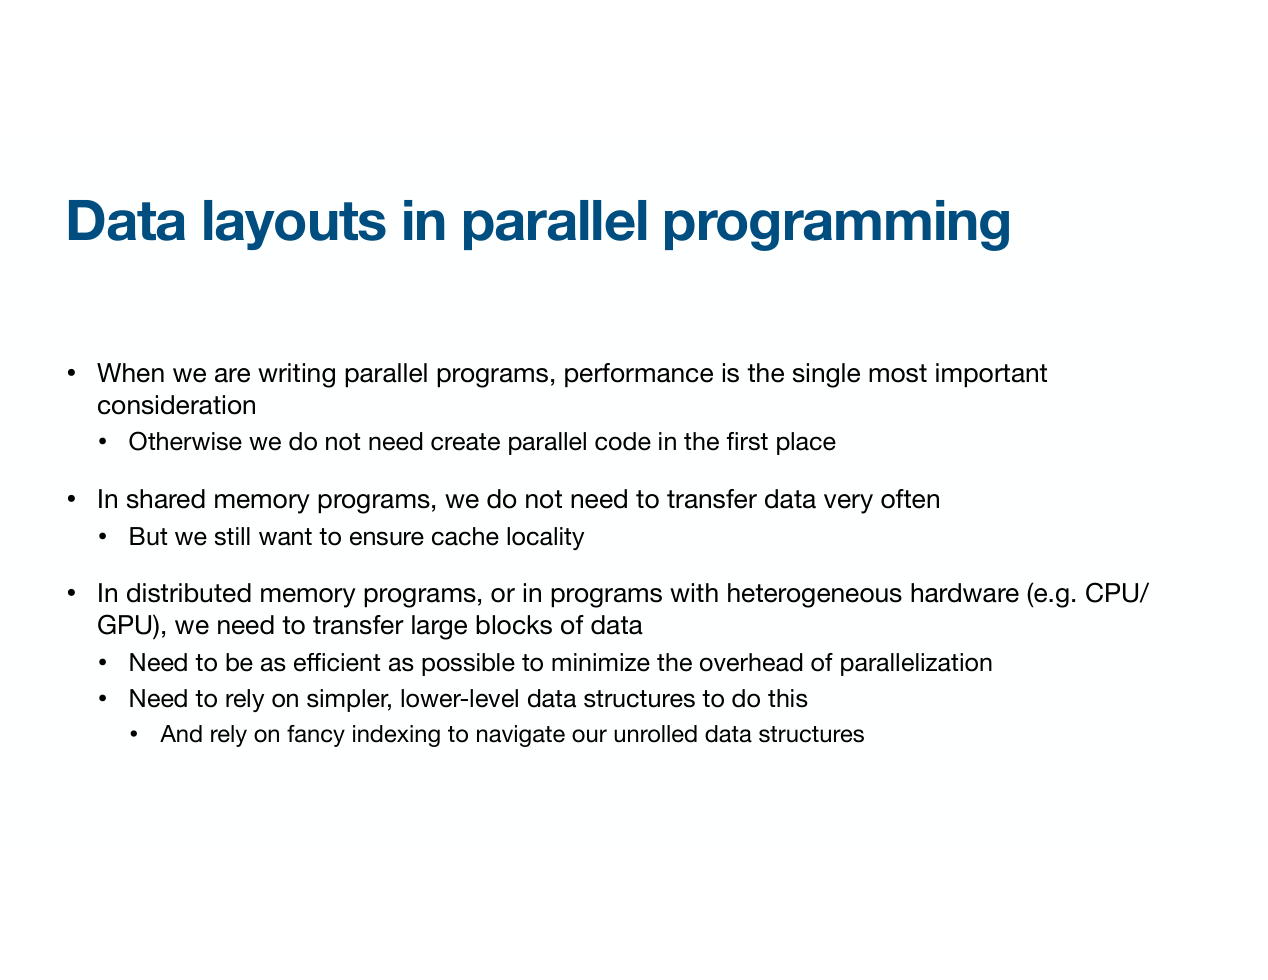 Data layouts in parallel programming
• When we are writing parallel programs, performance is the single most important
consideration
• Otherwise we do not need create parallel code in the first place
• In shared memory programs, we do not need to transfer data very often
• But we still want to ensure cache locality
• In distributed memory programs, or in programs with heterogeneous hardware (e.g. CPU/
GPU), we need to transfer large blocks of data
• Need to be as efficient as possible to minimize the overhead of parallelization
• Need to rely on simpler, lower-level data structures to do this
• And rely on fancy indexing to navigate our unrolled data structures